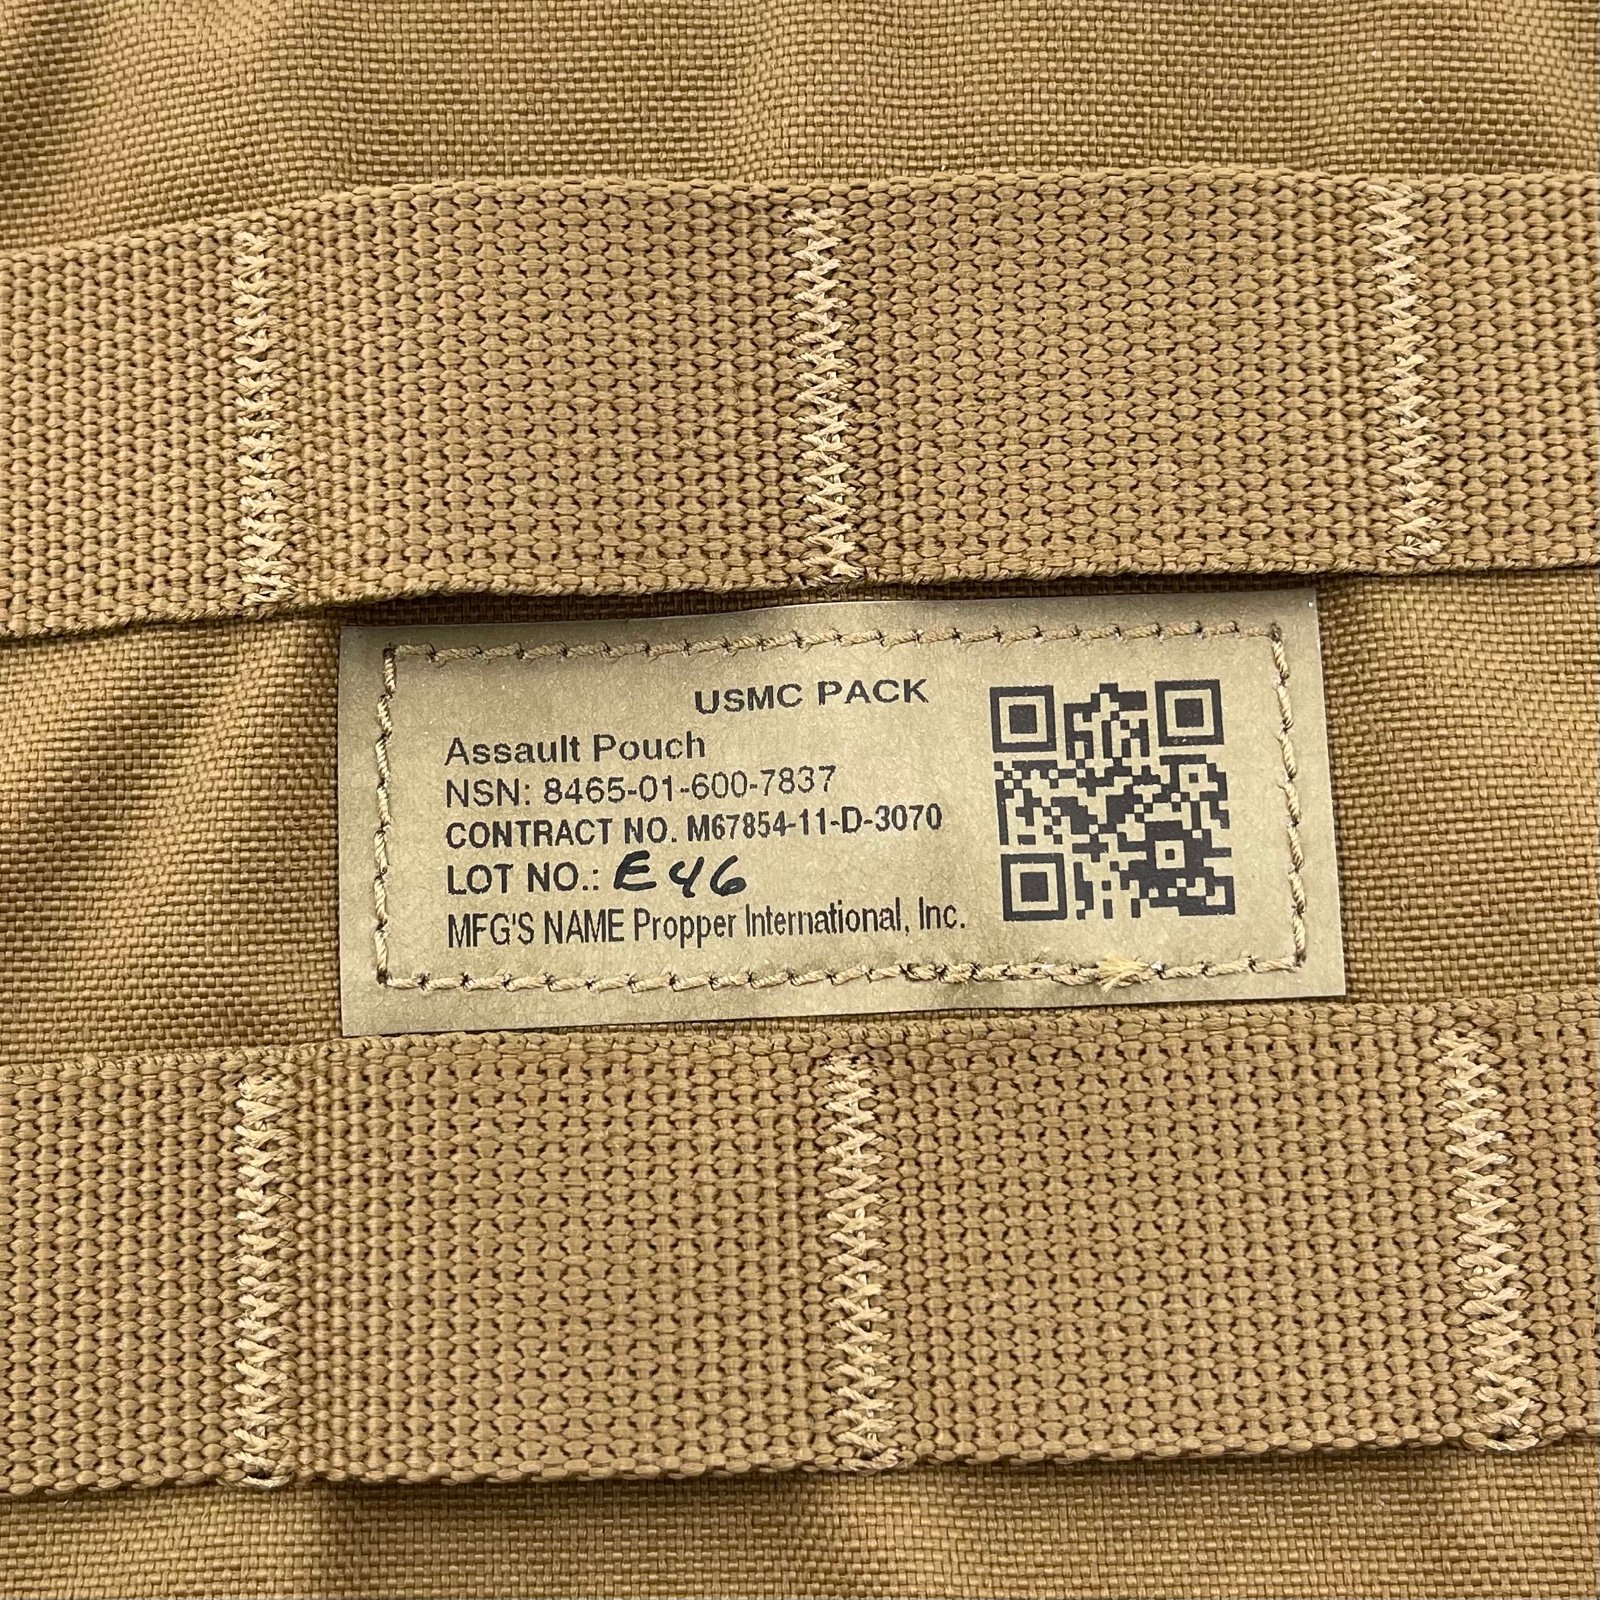 USMC PACK
Assault Pouch
NSN: 8465-01-600-7837
CONTRACT NO. M67854-11-D-3070
LOT NO.: E46
MFG'S NAME Propper International, Inc.